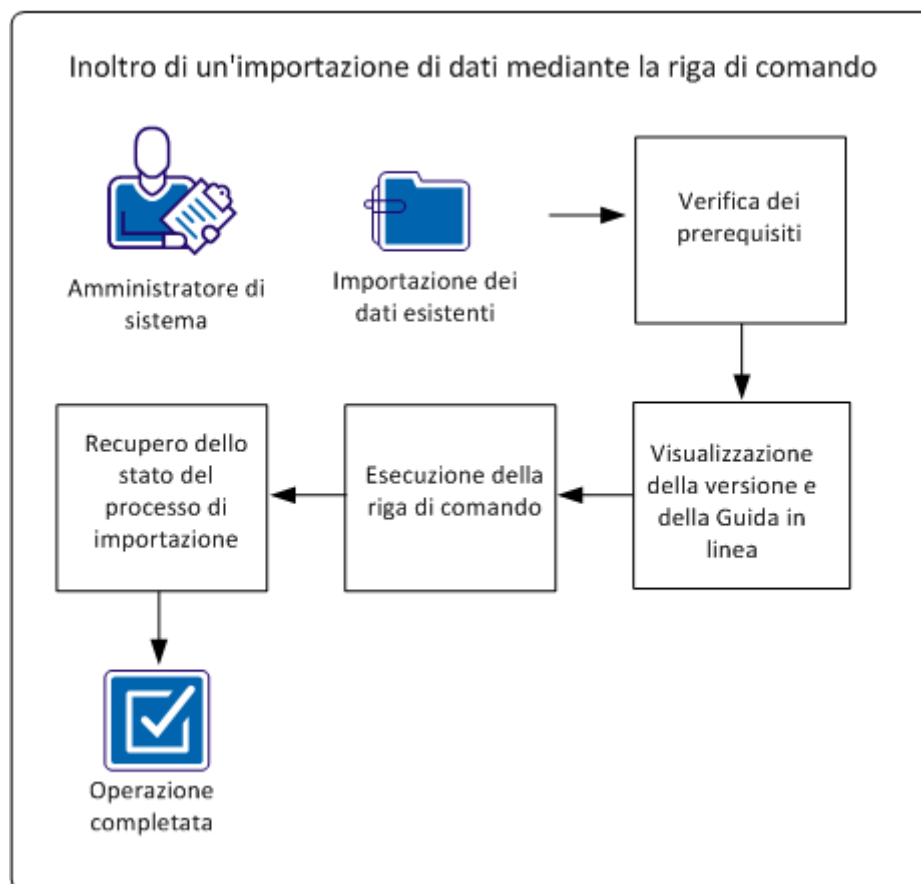 Inoltro di un'importazione di dati mediante la riga di comando
Amministratore di
sistema
Importazione dei
dati esistenti
Verifica dei
prerequisiti
Visualizzazione
della versione e
della Guida in
linea
Esecuzione della
riga di comando
Recupero dello
stato del
processo di
importazione
Operazione
completata